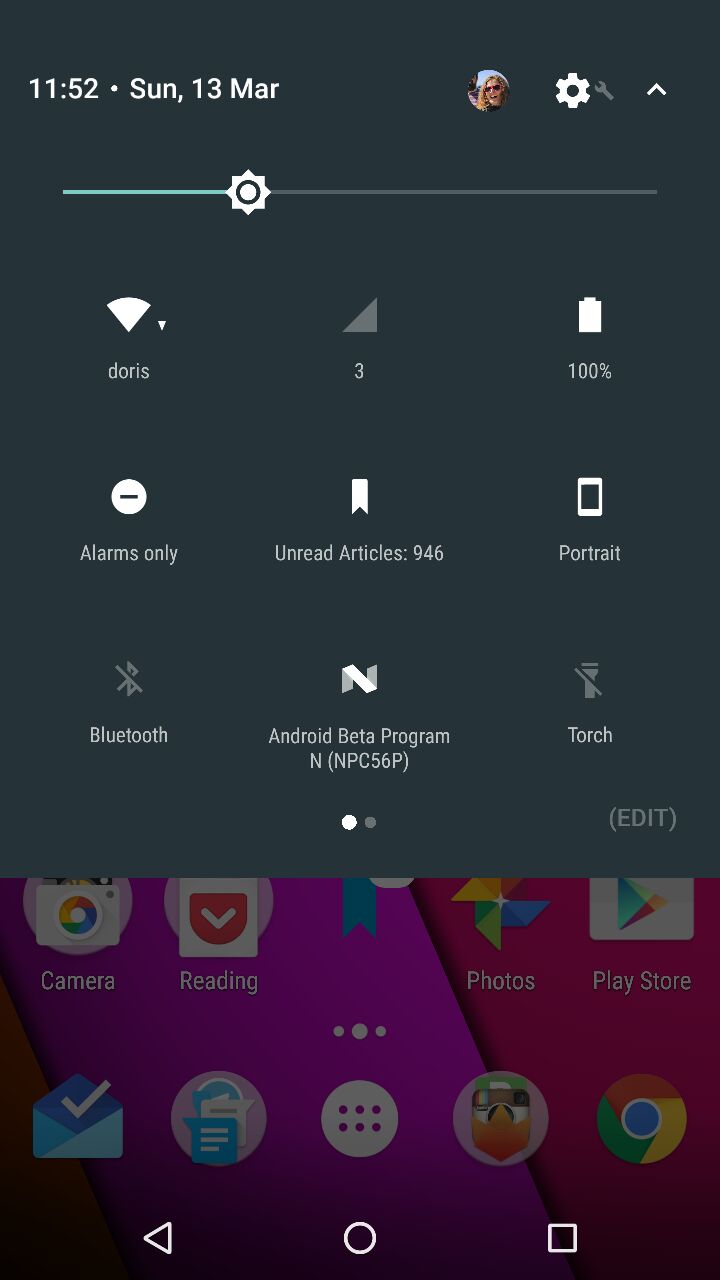 11:52 • Sun, 13 Mar
doris
3
100%
Alarms only
Unread Articles: 946
Portrait
Bluetooth
Android Beta Program
N (NPC56P)
Torch
(EDIT)
Camera
Reading
Photos
Play Store